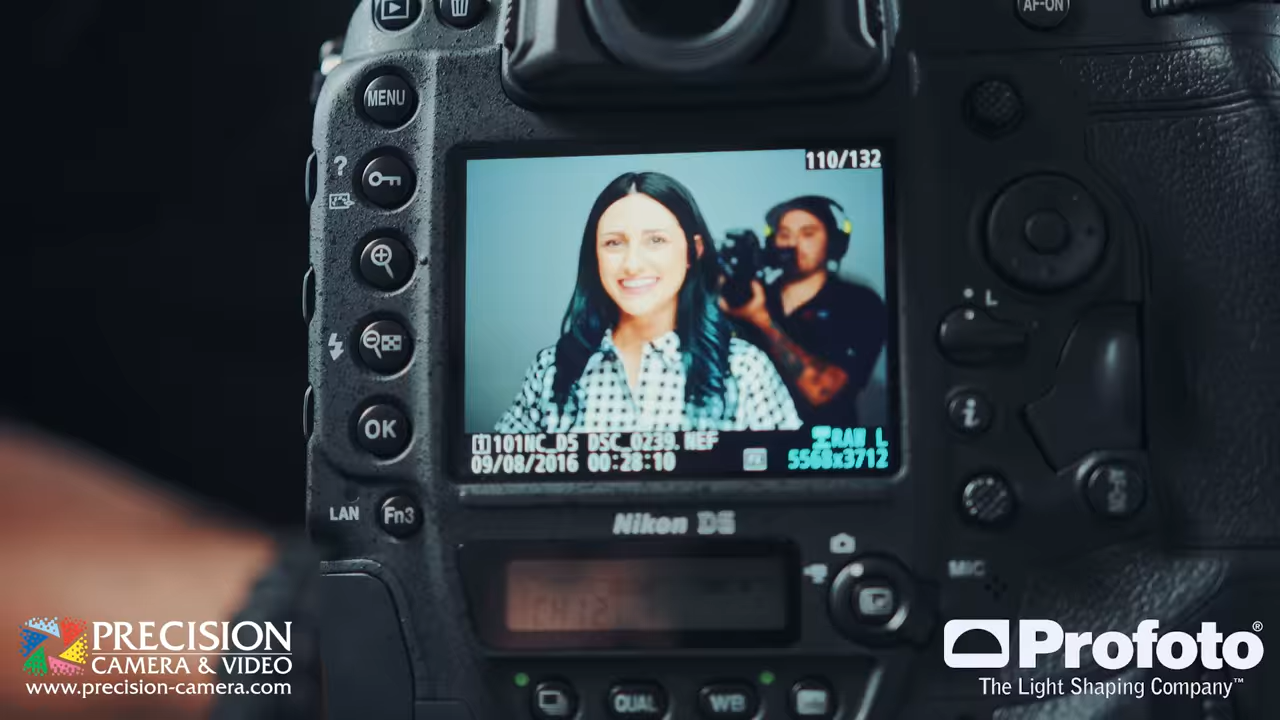 AF-ON
MENU
110/132
?
L
OK
101NC_D5 DSC_0239.NEF
RAW L
09/08/2016 00:28:10
5568x3712
LAN
Fn3
Nikon D5
i
MIC
PRECISION
CAMERA & VIDEO
www.precision-camera.com
Profoto®
The Light Shaping Company™
QUAL
WB